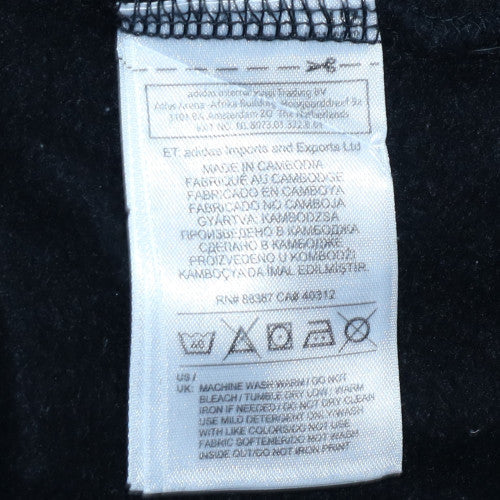 adidas International Trading BV
Atlas Arena - Afrika Building, Hoogoorddreef 9a
1101 BA Amsterdam ZO The Netherlands
ET: adidas Imports and Exports Ltd
MADE IN CAMBODIA
FABRIQUÉ AU CAMBODGE
FABRICADO EN CAMBOYA
FABRICADO NO CAMBOJA
GYÁRTVA: KAMBODZSA
ПРОИЗВЕДЕНО В КАМБОДЖА
СДЕЛАНО В КАМБОДЖЕ
PROIZVEDENO U KOMBODŽI
KAMBOÇYA DA İMAL EDİLMİŞTİR.
RN# 88387 CA# 40312
40
US /
UK: MACHINE WASH WARM / DO NOT
BLEACH / TUMBLE DRY LOW / WARM
IRON IF NEEDED / DO NOT DRY CLEAN
USE MILD DETERGENT ONLY/WASH
WITH LIKE COLORS/DO NOT USE
FABRIC SOFTENER/DO NOT WRING
INSIDE OUT/DO NOT IRON PRINT